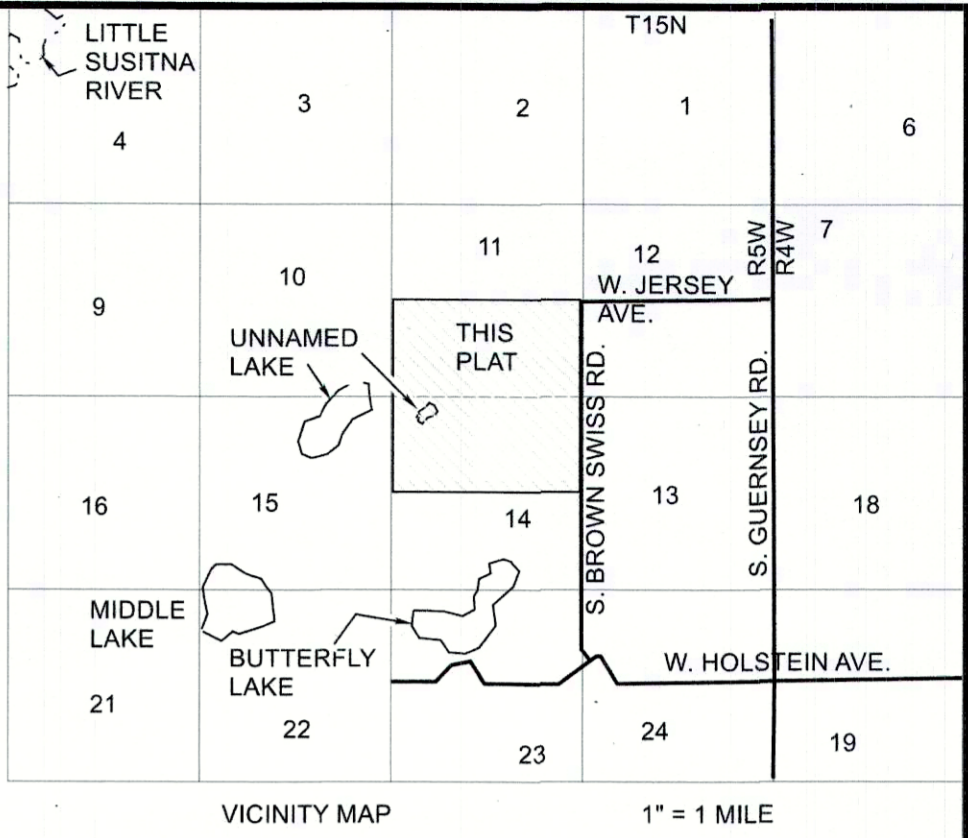 T15N
LITTLE
SUSITNA
RIVER
3
2
1
6
4
11
12
7
R5W
R4W
10
9
W. JERSEY
AVE.
UNNAMED
LAKE
THIS
PLAT
S. BROWN SWISS RD.
S. GUERNSEY RD.
16
15
14
13
18
MIDDLE
LAKE
BUTTERFLY
LAKE
W. HOLSTEIN AVE.
21
22
23
24
19
VICINITY MAP
1" = 1 MILE